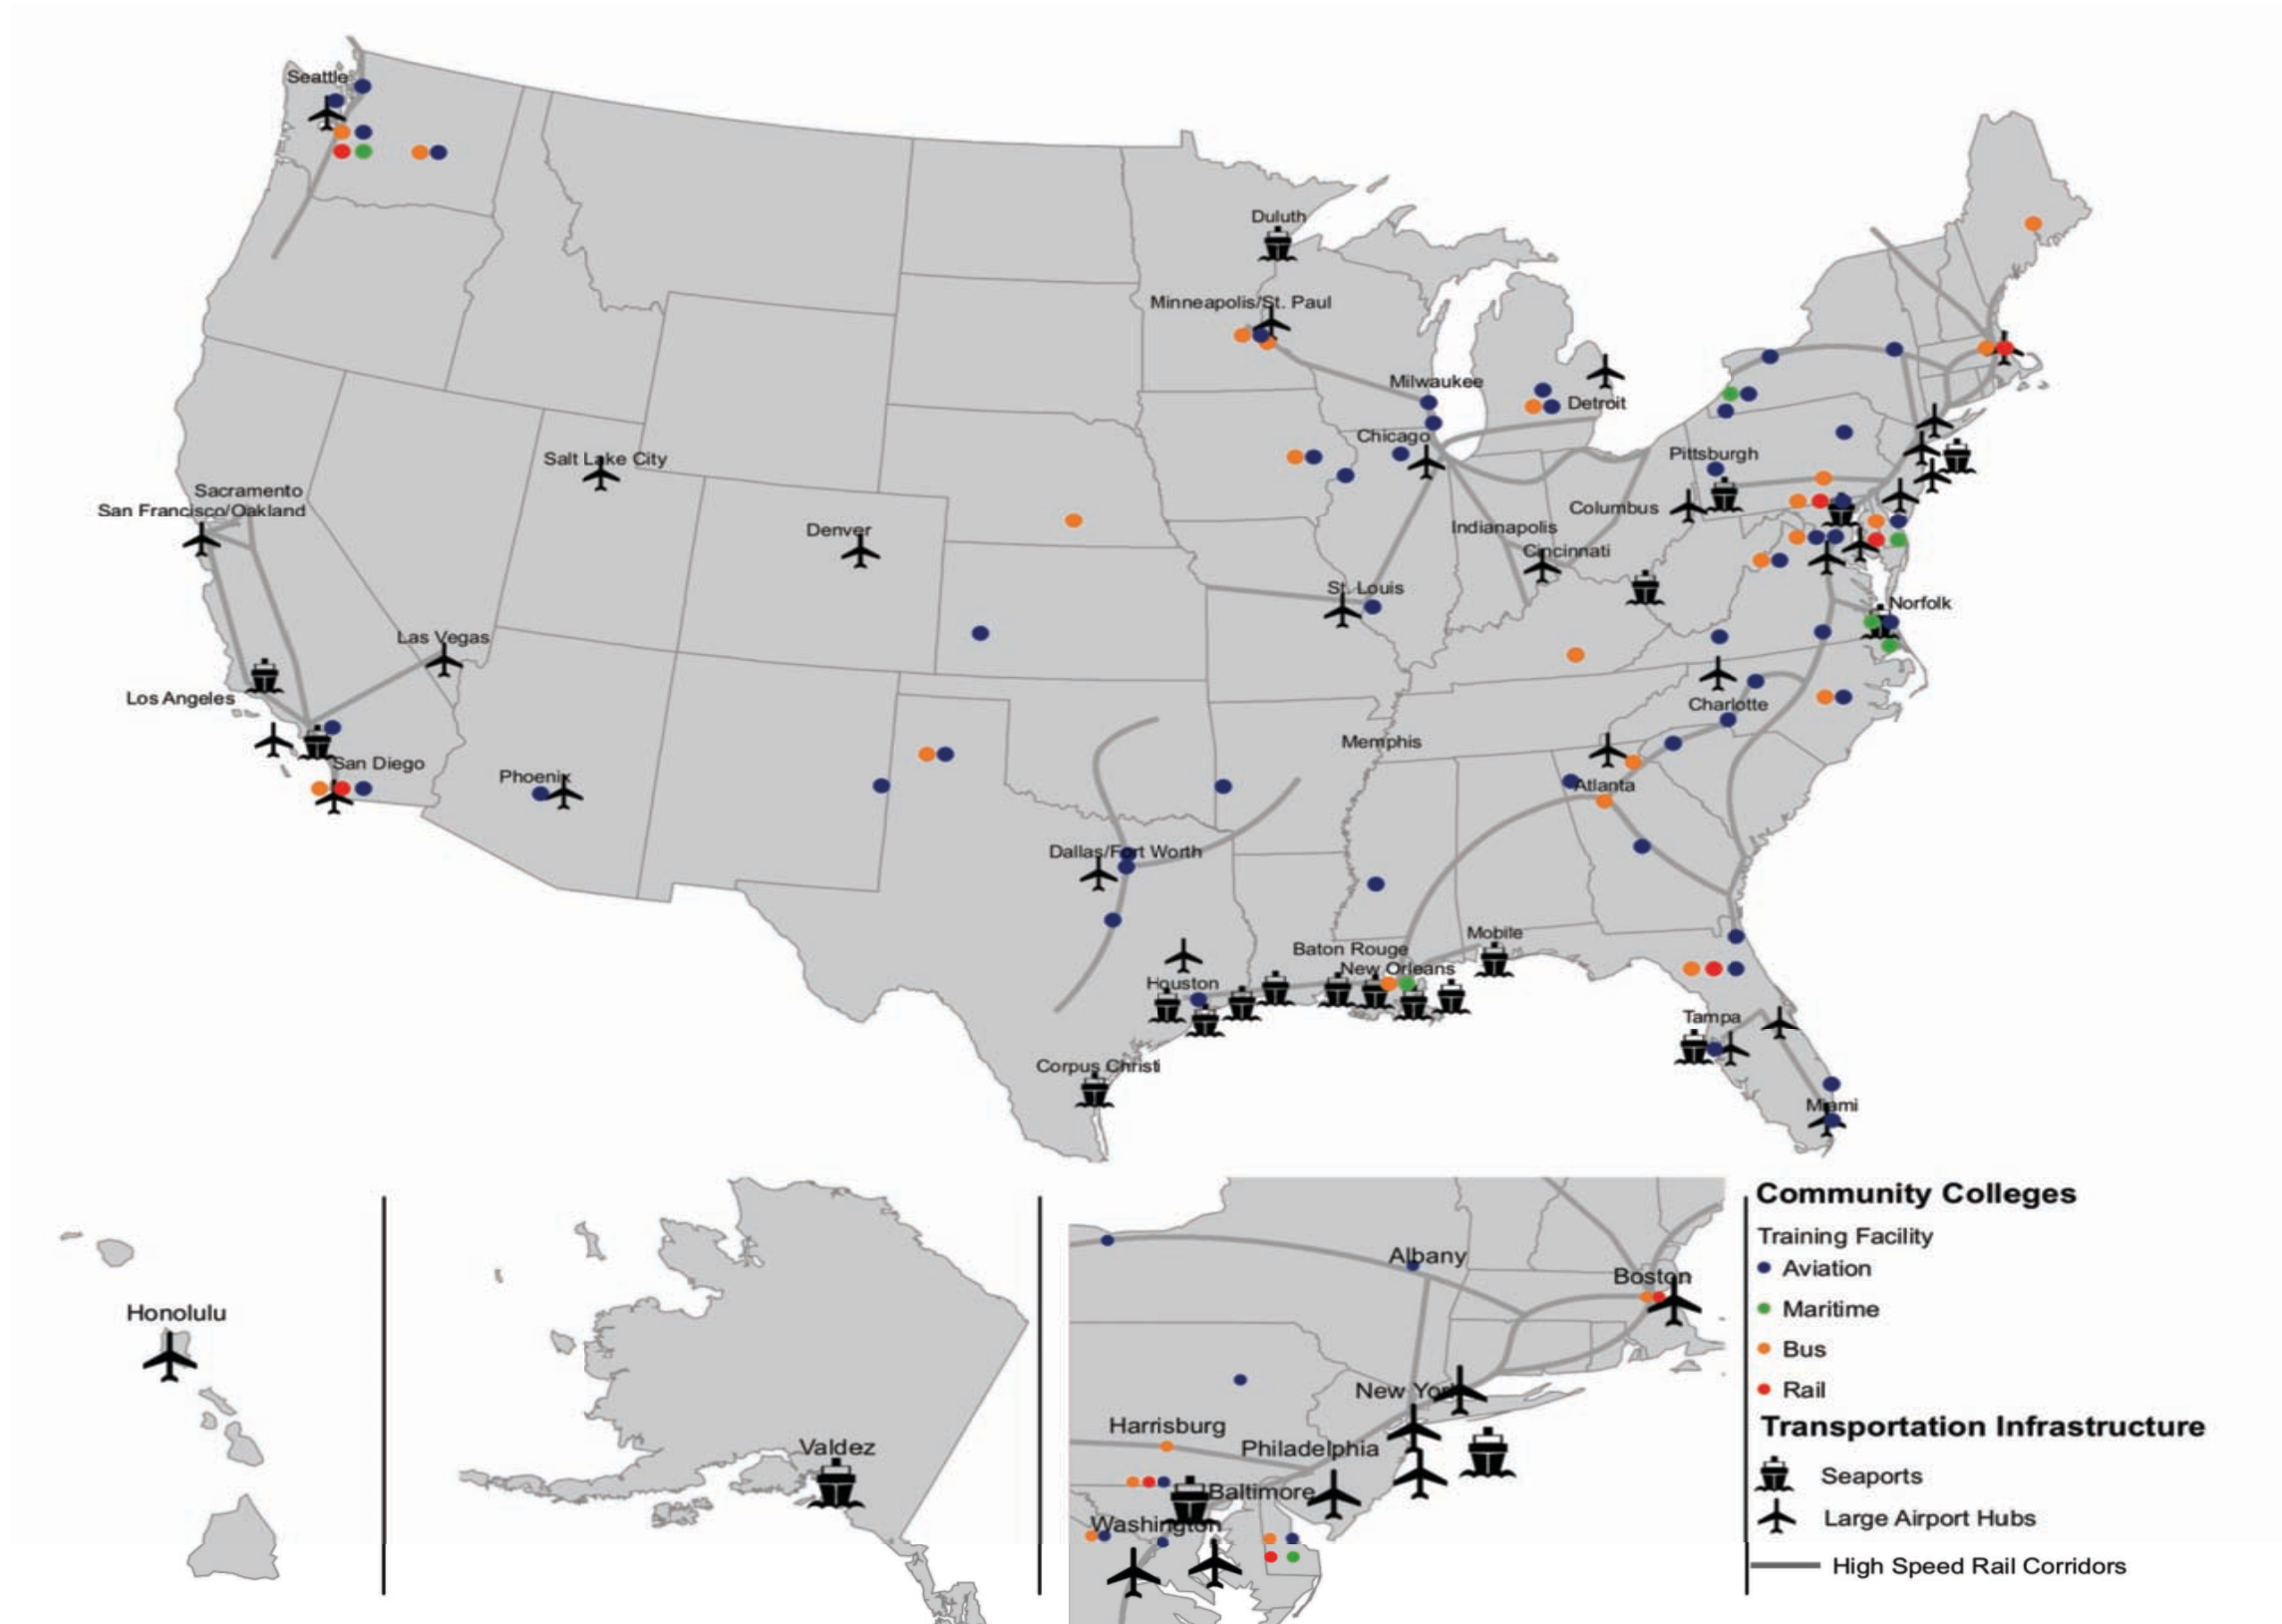 Seattle
Duluth
Minneapolis/St. Paul
Milwaukee
Detroit
Chicago
Pittsburgh
Salt Lake City
Sacramento
San Francisco/Oakland
Columbus
Denver
Indianapolis
Cincinnati
St. Louis
Norfolk
Las Vegas
Los Angeles
Charlotte
Memphis
San Diego
Phoenix
Atlanta
Dallas/Fort Worth
Mobile
Baton Rouge
New Orleans
Houston
Tampa
Corpus Christi
Miami
Honolulu
Valdez
Albany
Boston
New York
Harrisburg
Philadelphia
Baltimore
Washington
Community Colleges
Training Facility
Aviation
Maritime
Bus
Rail
Transportation Infrastructure
Seaports
Large Airport Hubs
High Speed Rail Corridors